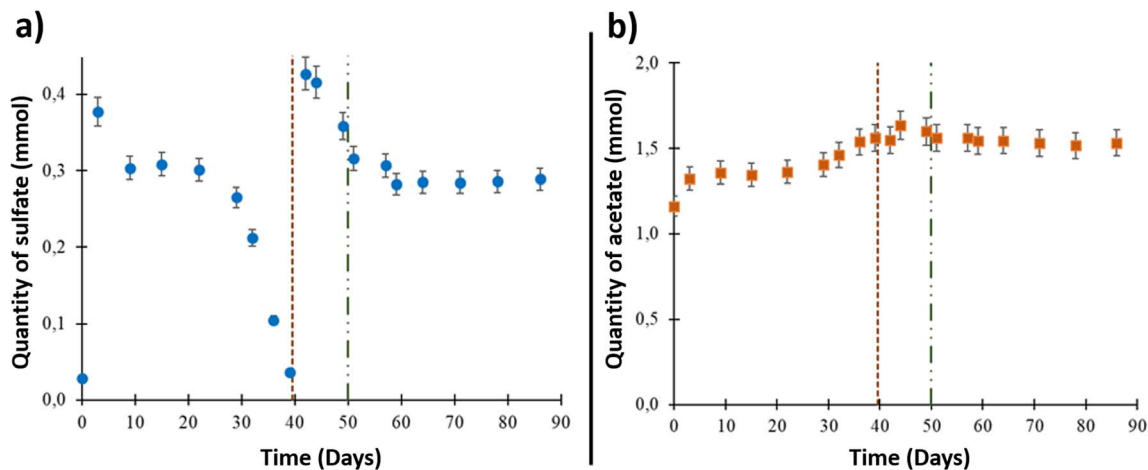 a)
Quantity of sulfate (mmol)
0,4
0,3
0,2
0,1
0,0
0 10 20 30 40 50 60 70 80 90
Time (Days)
b)
Quantity of acetate (mmol)
2,0
1,5
1,0
0,5
0,0
0 10 20 30 40 50 60 70 80 90
Time (Days)